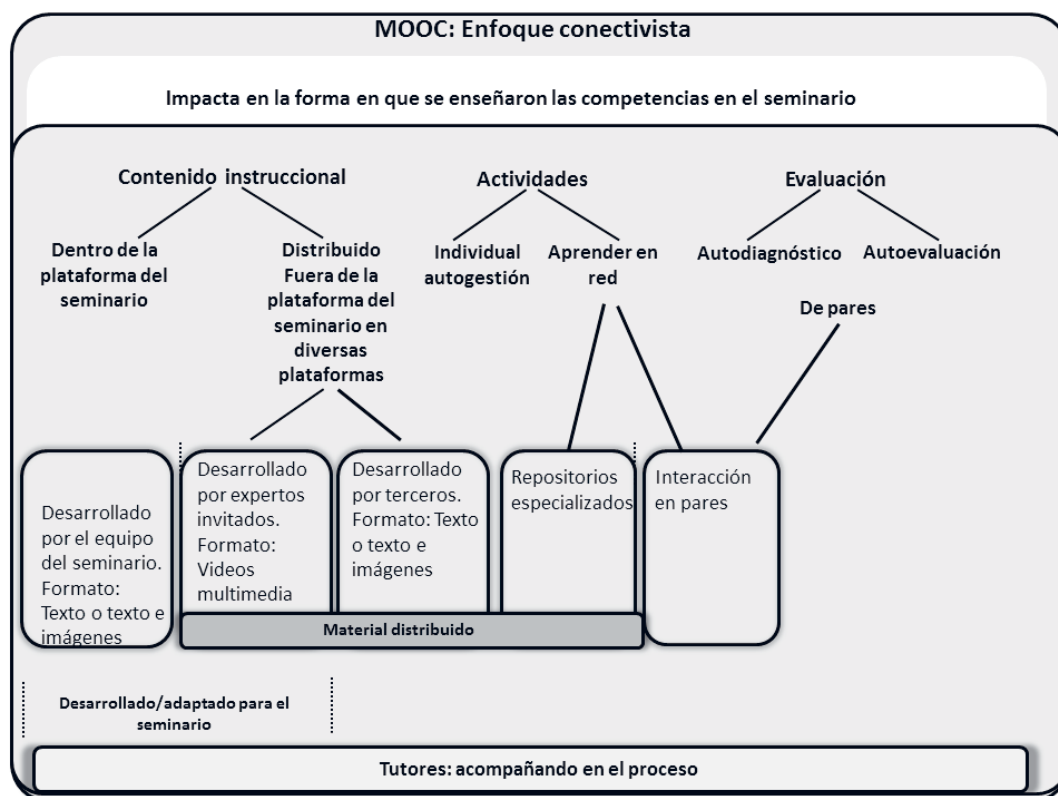 MOOC: Enfoque conectivista
Impacta en la forma en que se enseñaron las competencias en el seminario
Contenido instruccional
Actividades
Evaluación
Dentro de la
plataforma del
seminario
Distribuido
Fuera de la
plataforma del
seminario en
diversas
plataformas
Individual
autogestión
Aprender en
red
Autodiagnóstico
Autoevaluación
De pares
Desarrollado
por el equipo
del seminario.
Formato:
Texto o texto e
imágenes
Desarrollado
por expertos
invitados.
Formato:
Videos
multimedia
Desarrollado
por terceros.
Formato: Texto
o texto e
imágenes
Repositorios
especializados
Interacción
en pares
Material distribuido
Desarrollado/adaptado para el
seminario
Tutores: acompañando en el proceso